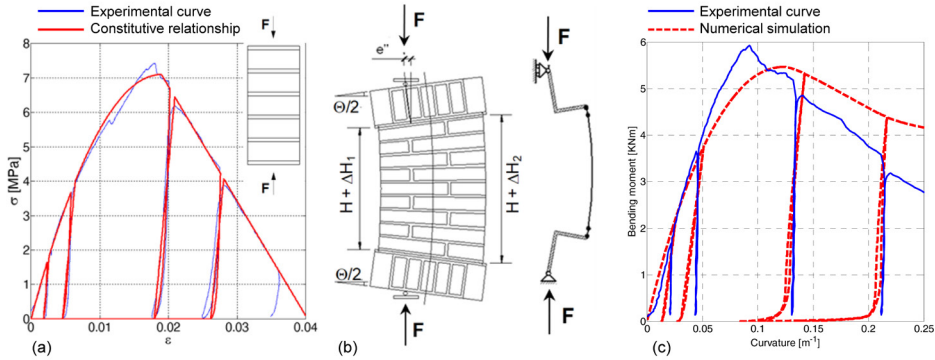 Experimental curve
Constitutive relationship
F
F
σ [MPa]
8
7
6
5
4
3
2
1
0
0
0.01
0.02
0.03
0.04
ε
(a)
F
e"
Θ/2
H + ΔH1
H + ΔH2
Θ/2
F
F
F
(b)
Experimental curve
Numerical simulation
Bending moment [KNm]
6
5
4
3
2
1
0
0
0.05
0.1
0.15
0.2
0.25
Curvature [m-1]
(c)